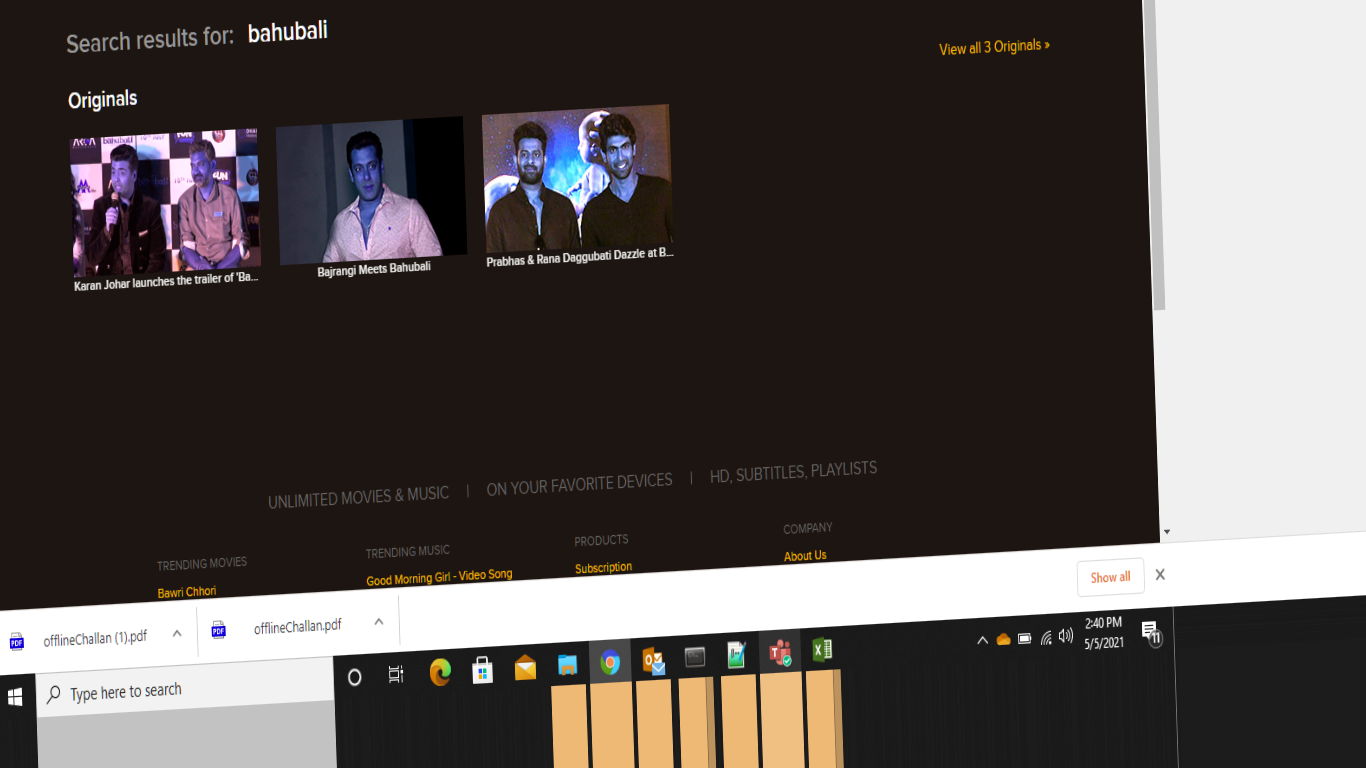 Search results for: bahubali
View all 3 Originals »
Originals
bahubali
Karan Johar launches the trailer of 'Ba...
Bajrangi Meets Bahubali
Prabhas & Rana Daggubati Dazzle at B...
UNLIMITED MOVIES & MUSIC | ON YOUR FAVORITE DEVICES | HD, SUBTITLES, PLAYLISTS
TRENDING MOVIES
Bawri Chhori
TRENDING MUSIC
Good Morning Girl - Video Song
PRODUCTS
Subscription
COMPANY
About Us
PDF offlineChallan (1).pdf
PDF offlineChallan.pdf
Show all
Type here to search
2:40 PM
5/5/2021
11